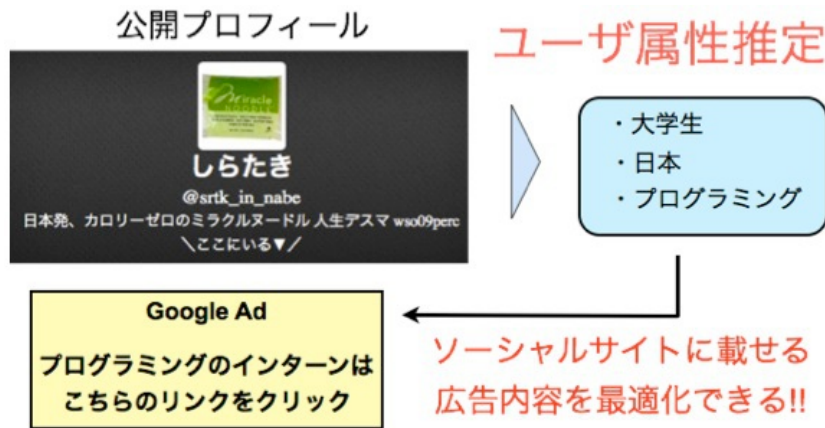 公開プロフィール
ユーザ属性推定
Miracle
NOODLE
しらたき
@srtk_in_nabe
日本発、カロリーゼロのミラクルヌードル 人生デスマ wso09perc
＼ここにいる▼／
・大学生
・日本
・プログラミング
Google Ad
プログラミングのインターンは
こちらのリンクをクリック
ソーシャルサイトに載せる
広告内容を最適化できる!!